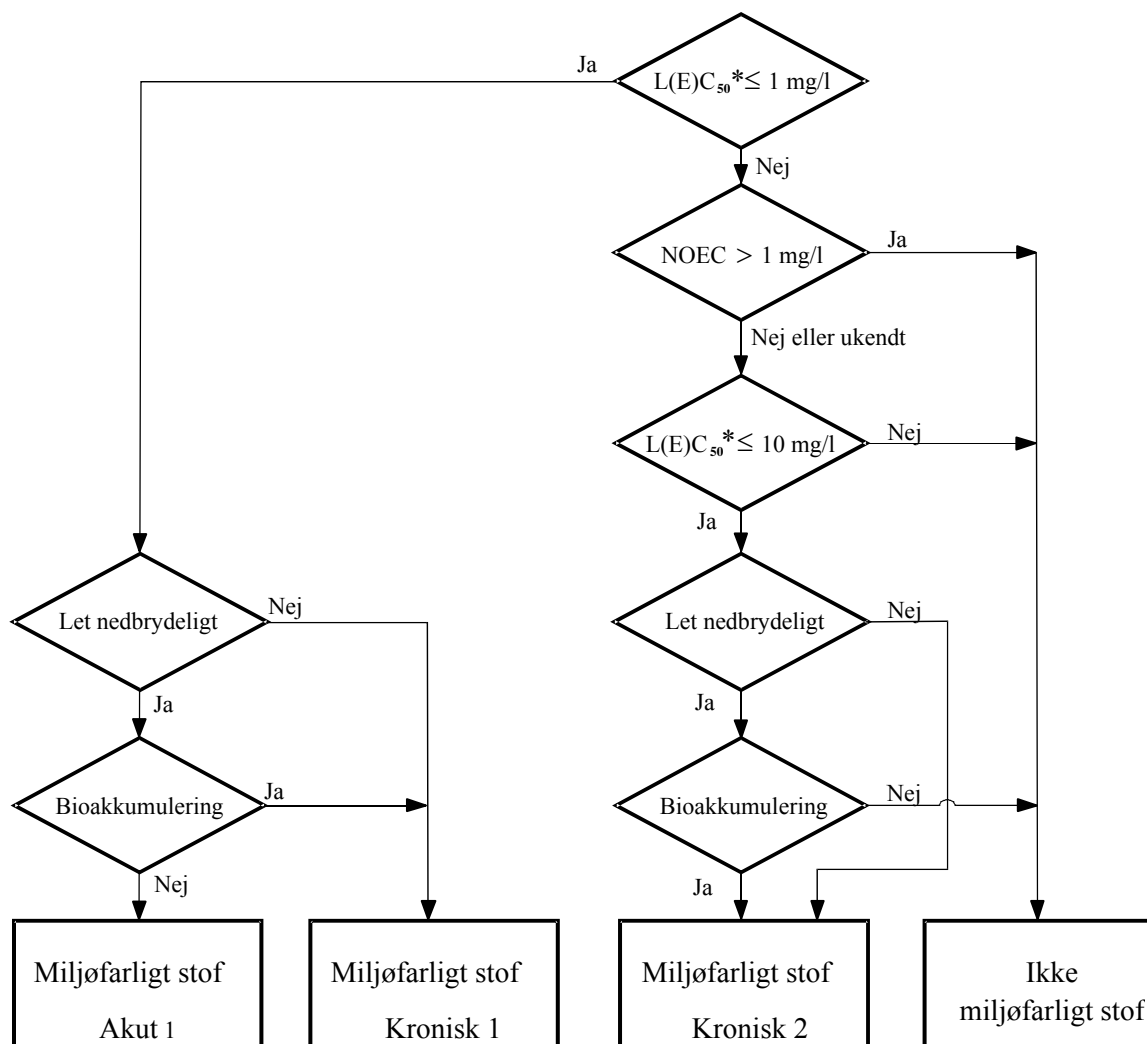 Ja
L(E)C₅₀*≤ 1 mg/l
Nej
NOEC > 1 mg/l
Ja
Nej eller ukendt
L(E)C₅₀*≤ 10 mg/l
Nej
Ja
Let nedbrydeligt
Nej
Let nedbrydeligt
Nej
Ja
Ja
Bioakkumulering
Ja
Bioakkumulering
Nej
Nej
Ja
Miljøfarligt stof
Akut 1
Miljøfarligt stof
Kronisk 1
Miljøfarligt stof
Kronisk 2
Ikke
miljøfarligt stof